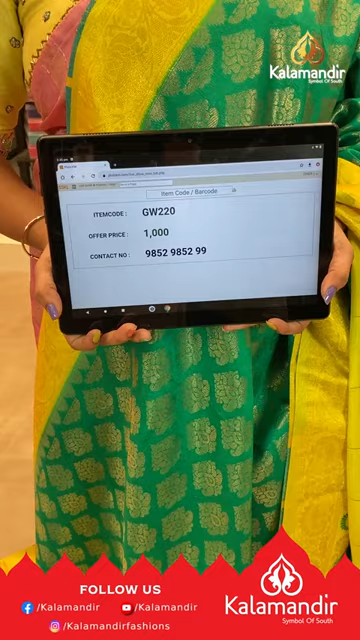 Kalamandir
Symbol Of South
Item Code / Barcode
ITEMCODE : GW220
OFFER PRICE : 1,000
CONTACT NO : 9852 9852 99
FOLLOW US
/Kalamandir
/Kalamandir
/Kalamandirfashions
Kalamandir
Symbol Of South